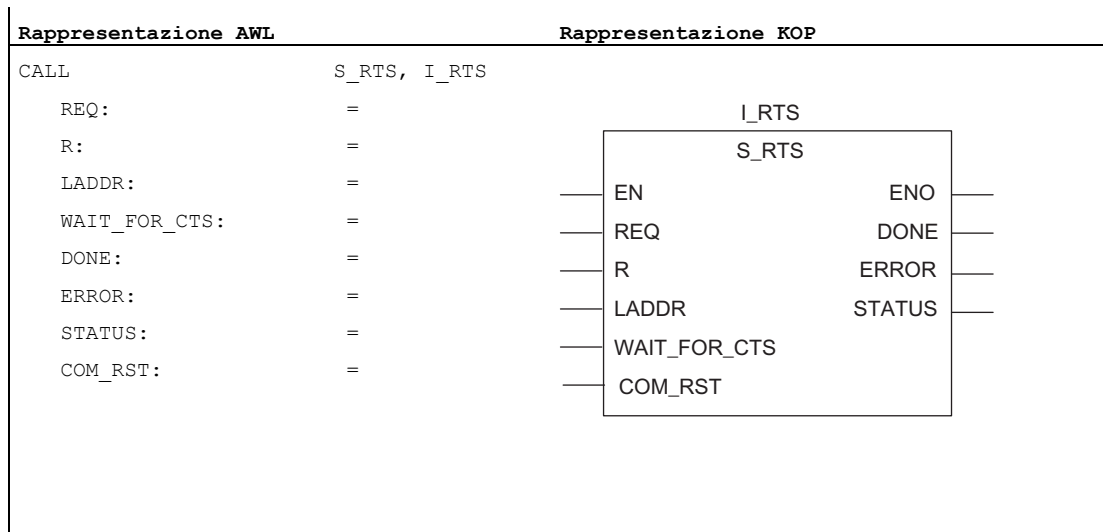 Rappresentazione AWL Rappresentazione KOP
CALL S_RTS, I_RTS
REQ: =
R: =
LADDR: =
WAIT_FOR_CTS: =
DONE: =
ERROR: =
STATUS: =
COM_RST: =
I_RTS
S_RTS
EN ENO
REQ DONE
R ERROR
LADDR STATUS
WAIT_FOR_CTS
COM_RST